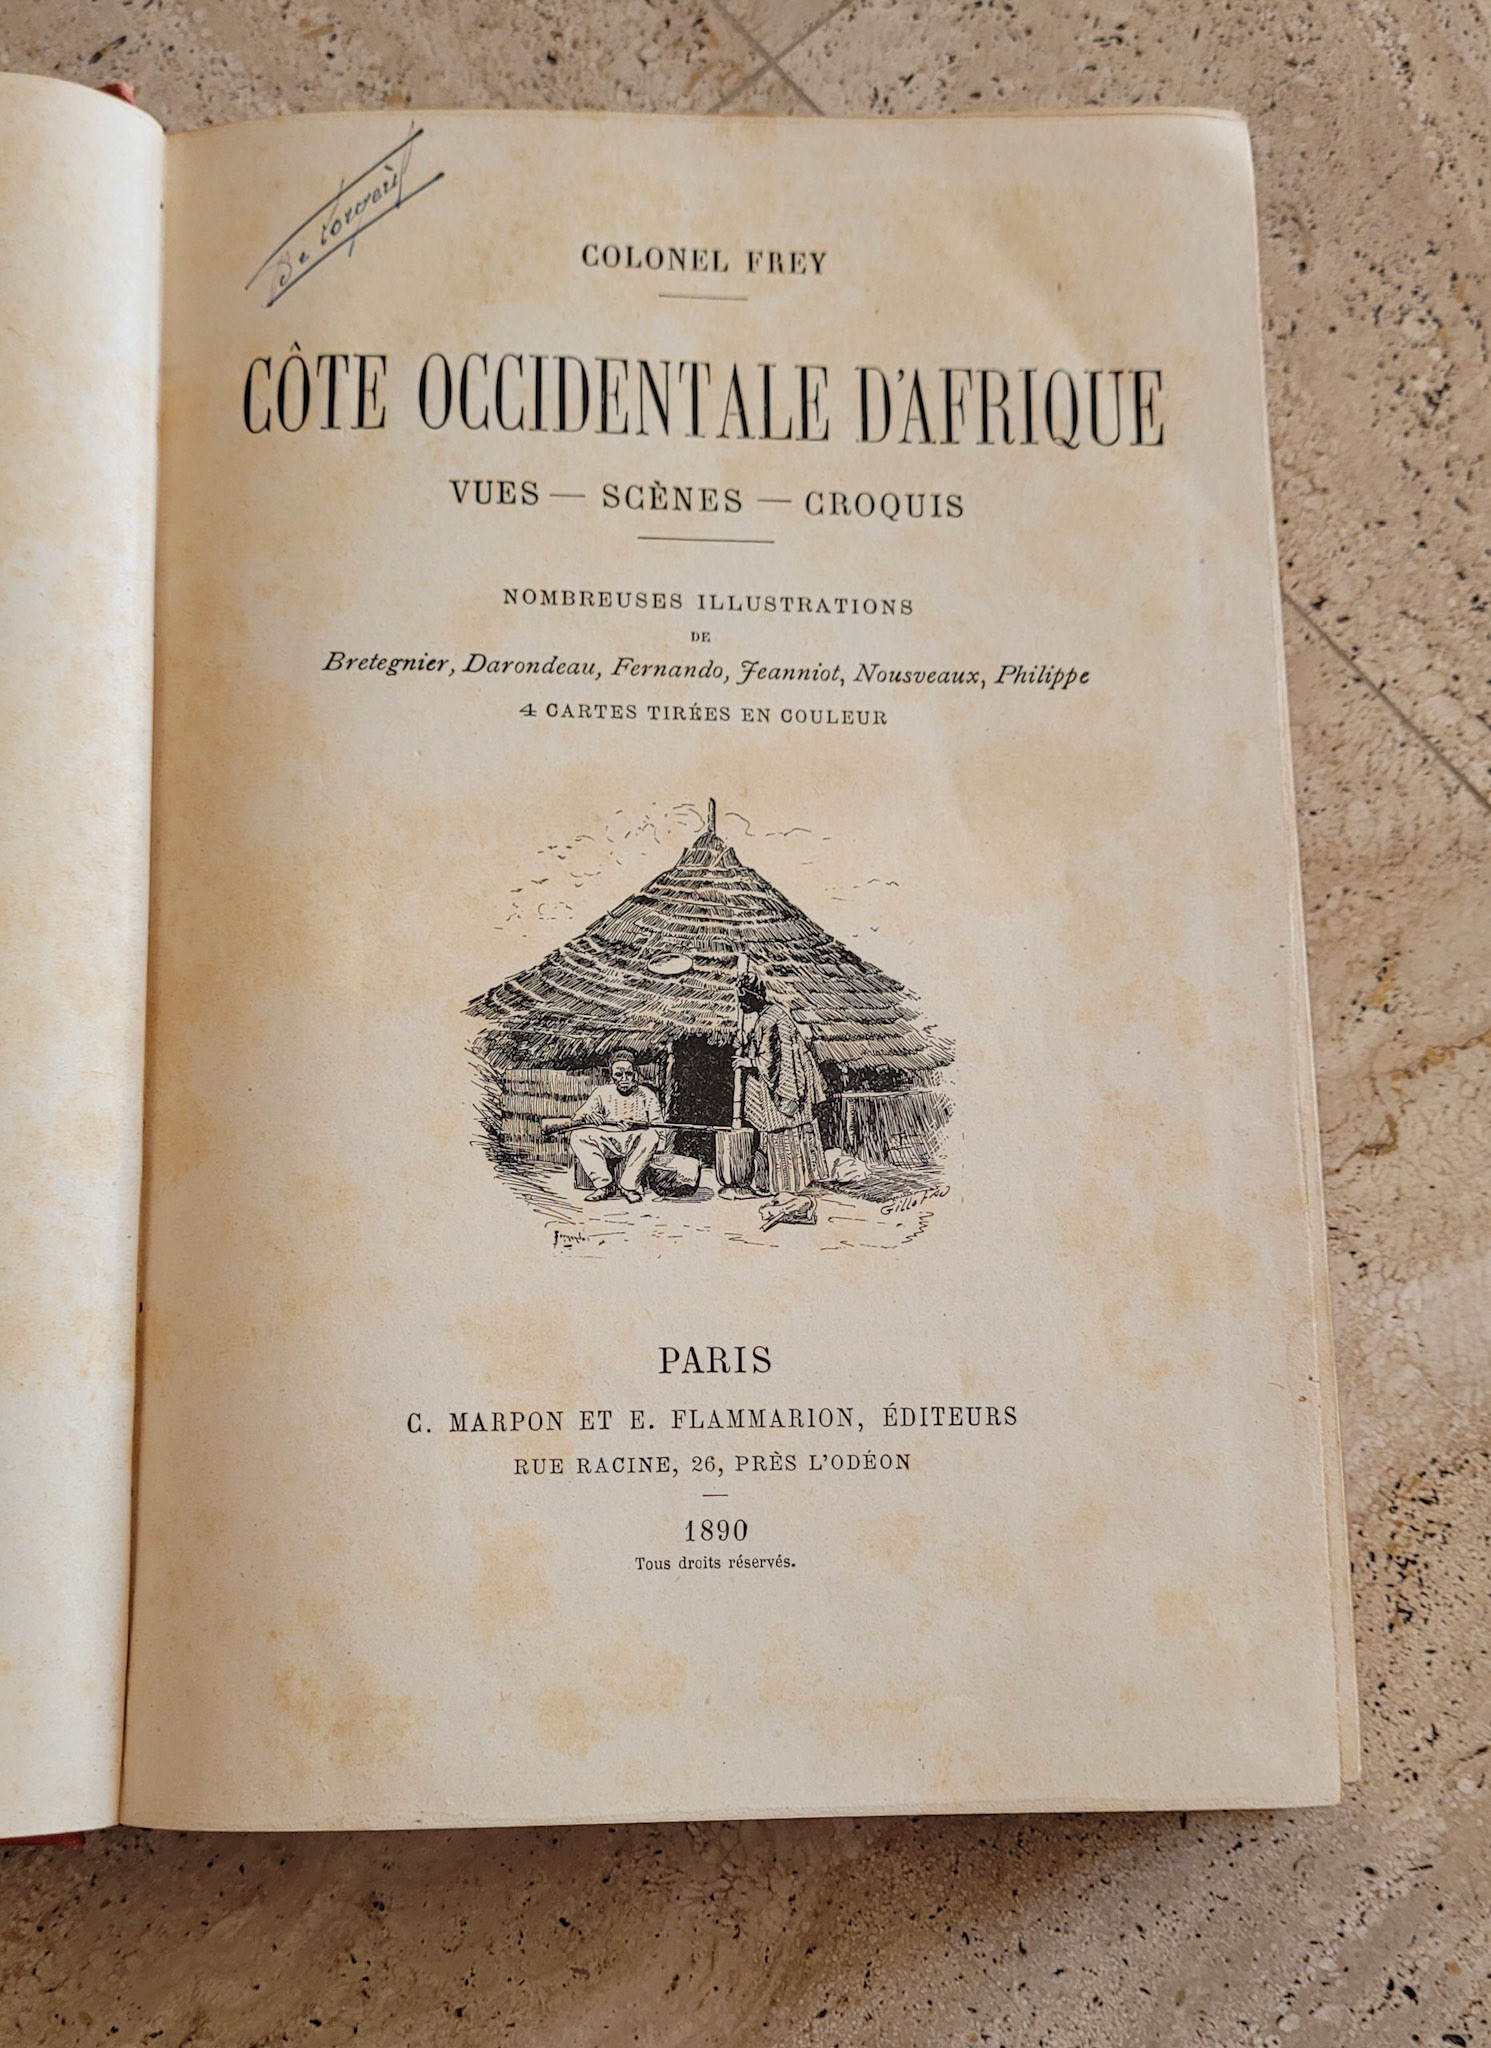 COLONEL FREY
CÔTE OCCIDENTALE D'AFRIQUE
VUES — SCÈNES — CROQUIS
NOMBREUSES ILLUSTRATIONS
DE
Bretegnier, Darondeau, Fernando, Jeanniot, Nousveaux, Philippe
4 CARTES TIRÉES EN COULEUR
PARIS
C. MARPON ET E. FLAMMARION, ÉDITEURS
RUE RACINE, 26, PRÈS L'ODÉON
1890
Tous droits réservés.